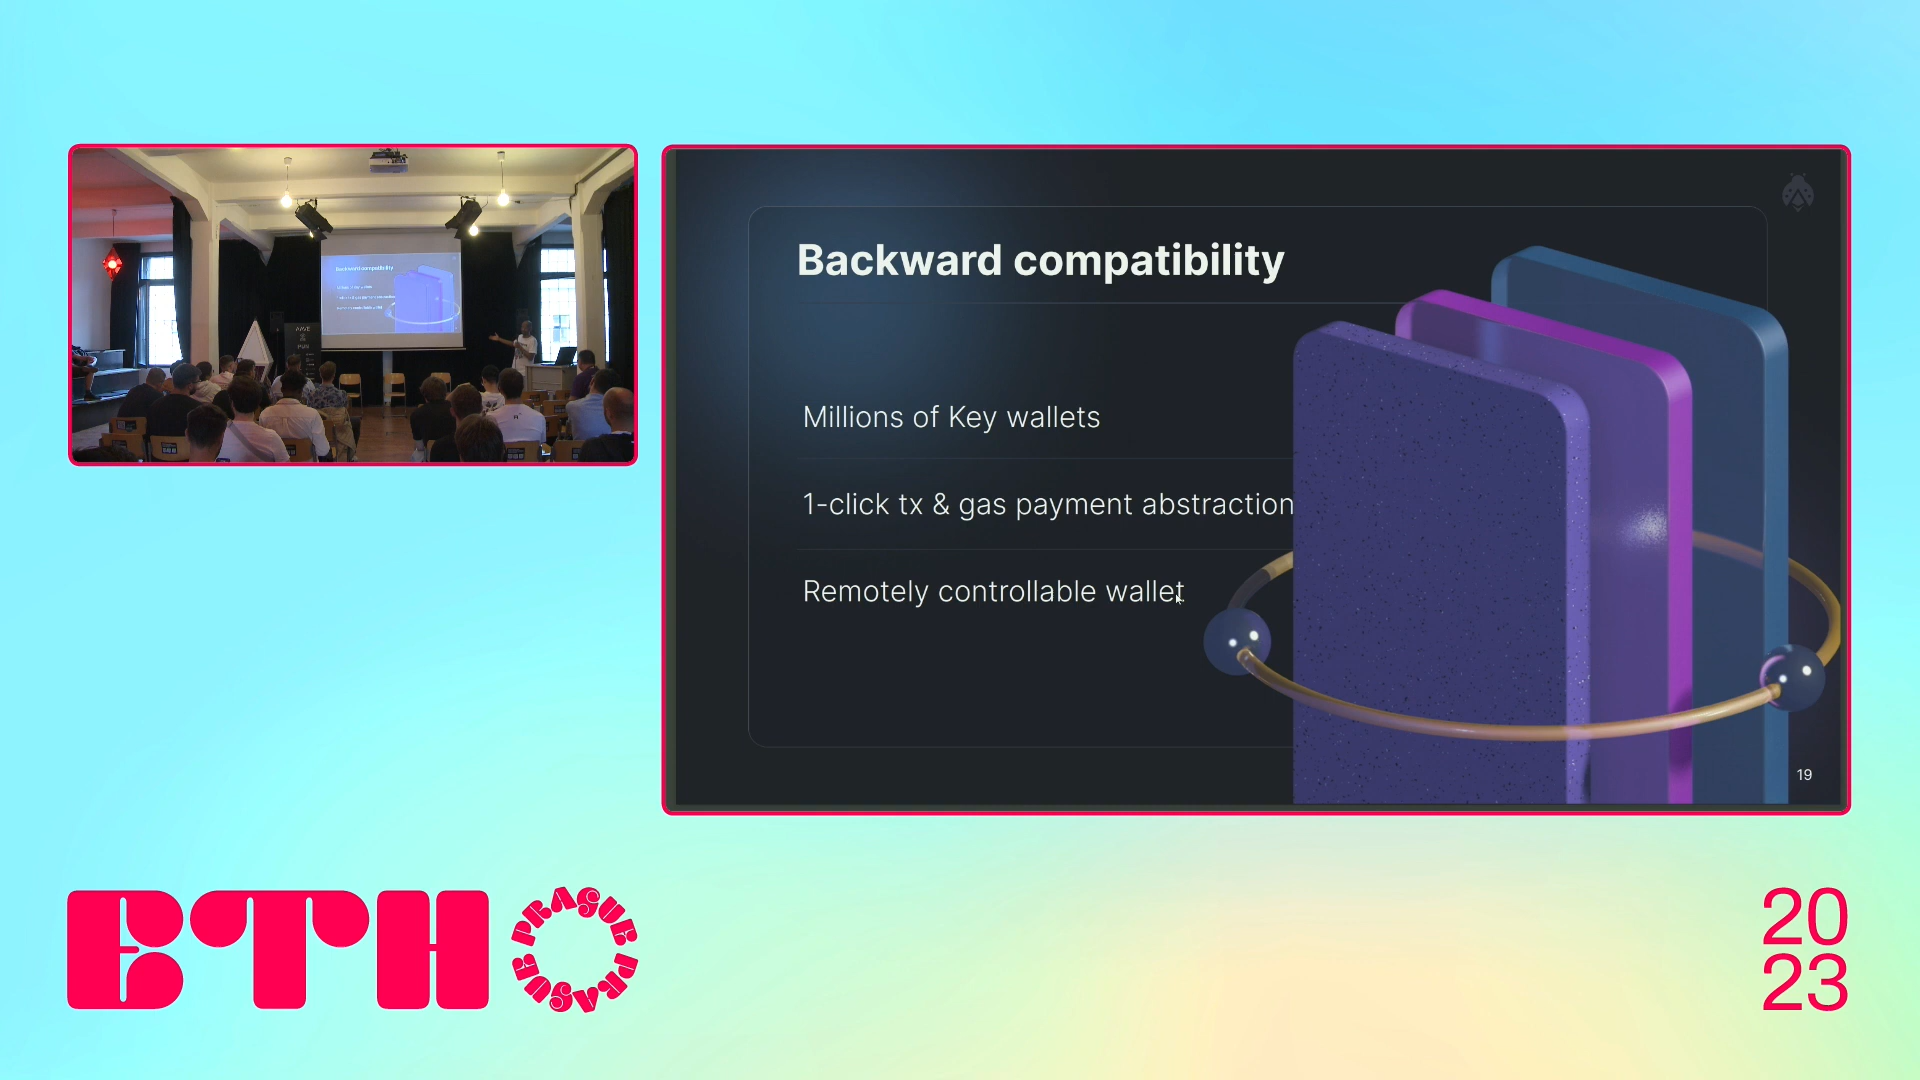 Backward compatibility
Millions of Key wallets
1-click tx & gas payment abstraction
Remotely controllable wallet
19
AAVE
ETH
PRAGUE PRAGUE
20
23